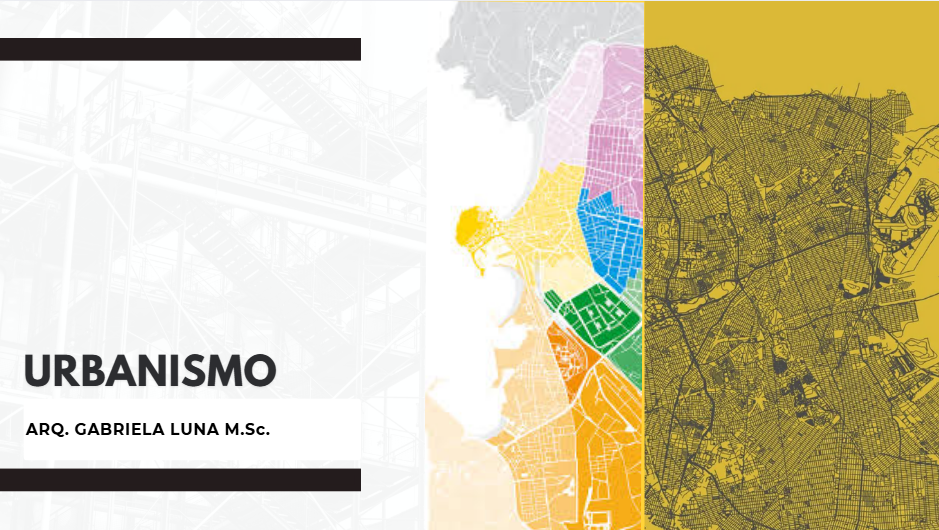 URBANISMO
ARQ. GABRIELA LUNA M.Sc.